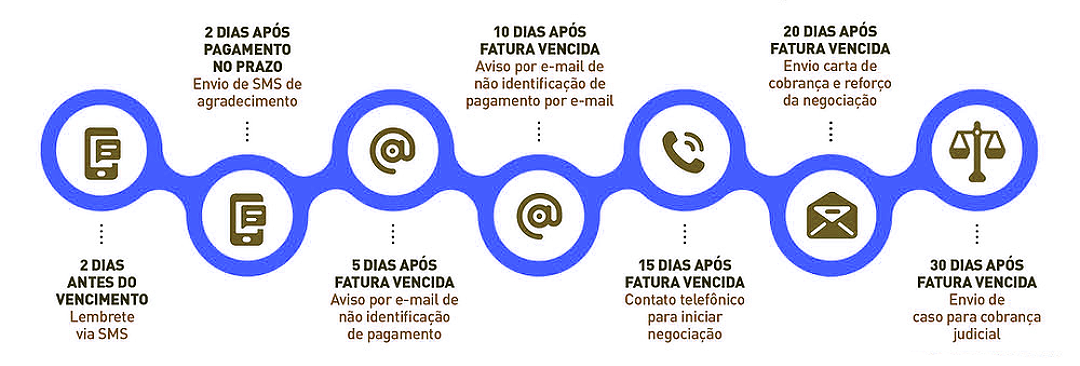 2 DIAS
ANTES DO
VENCIMENTO
Lembrete
via SMS
2 DIAS APÓS
PAGAMENTO
NO PRAZO
Envio de SMS de
agradecimento
5 DIAS APÓS
FATURA VENCIDA
Aviso por e-mail de
não identificação
de pagamento
10 DIAS APÓS
FATURA VENCIDA
Aviso por e-mail de
não identificação de
pagamento por e-mail
15 DIAS APÓS
FATURA VENCIDA
Contato telefônico
para iniciar
negociação
20 DIAS APÓS
FATURA VENCIDA
Envio carta de
cobrança e reforço
da negociação
30 DIAS APÓS
FATURA VENCIDA
Envio de
caso para cobrança
judicial